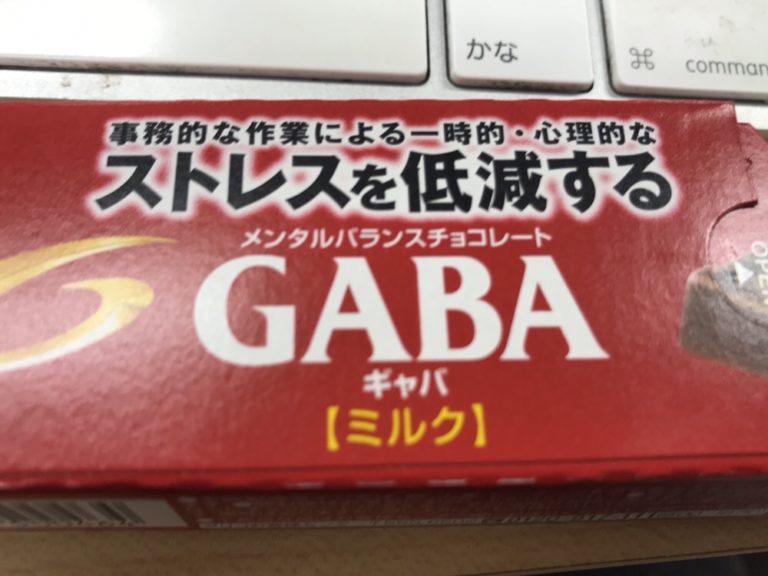 かな
⌘ comman
事務的な作業による一時的・心理的な
ストレスを低減する
メンタルバランスチョコレート
GABA
ギャバ
【ミルク】
OPEN